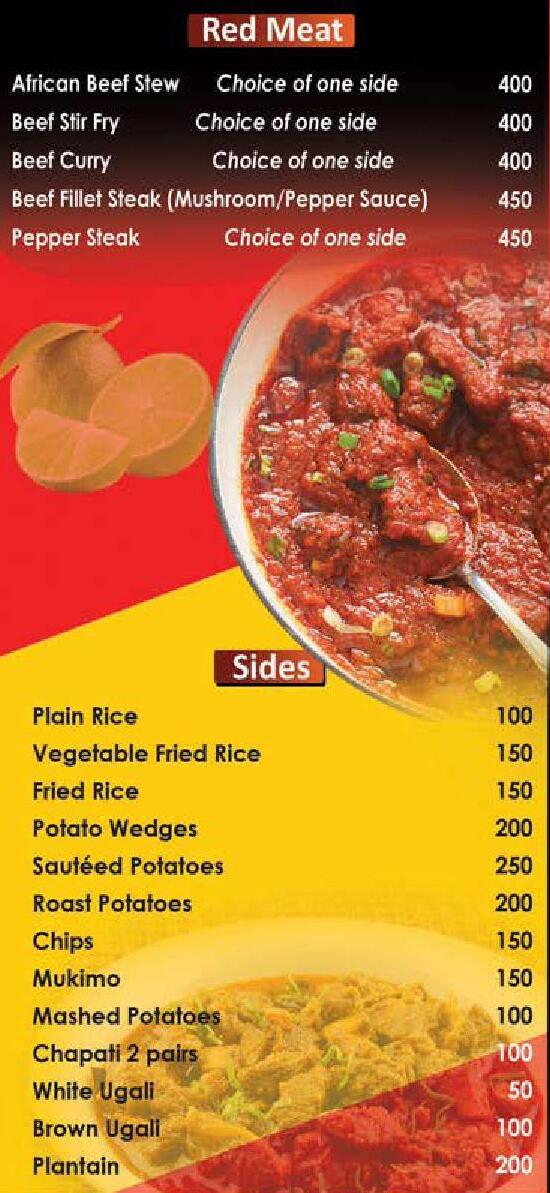 Red Meat
African Beef Stew Choice of one side 400
Beef Stir Fry Choice of one side 400
Beef Curry Choice of one side 400
Beef Fillet Steak (Mushroom/Pepper Sauce) 450
Pepper Steak Choice of one side 450
Sides
Plain Rice 100
Vegetable Fried Rice 150
Fried Rice 150
Potato Wedges 200
Sautéed Potatoes 250
Roast Potatoes 200
Chips 150
Mukimo 150
Mashed Potatoes 100
Chapati 2 pairs 100
White Ugali 50
Brown Ugali 100
Plantain 200